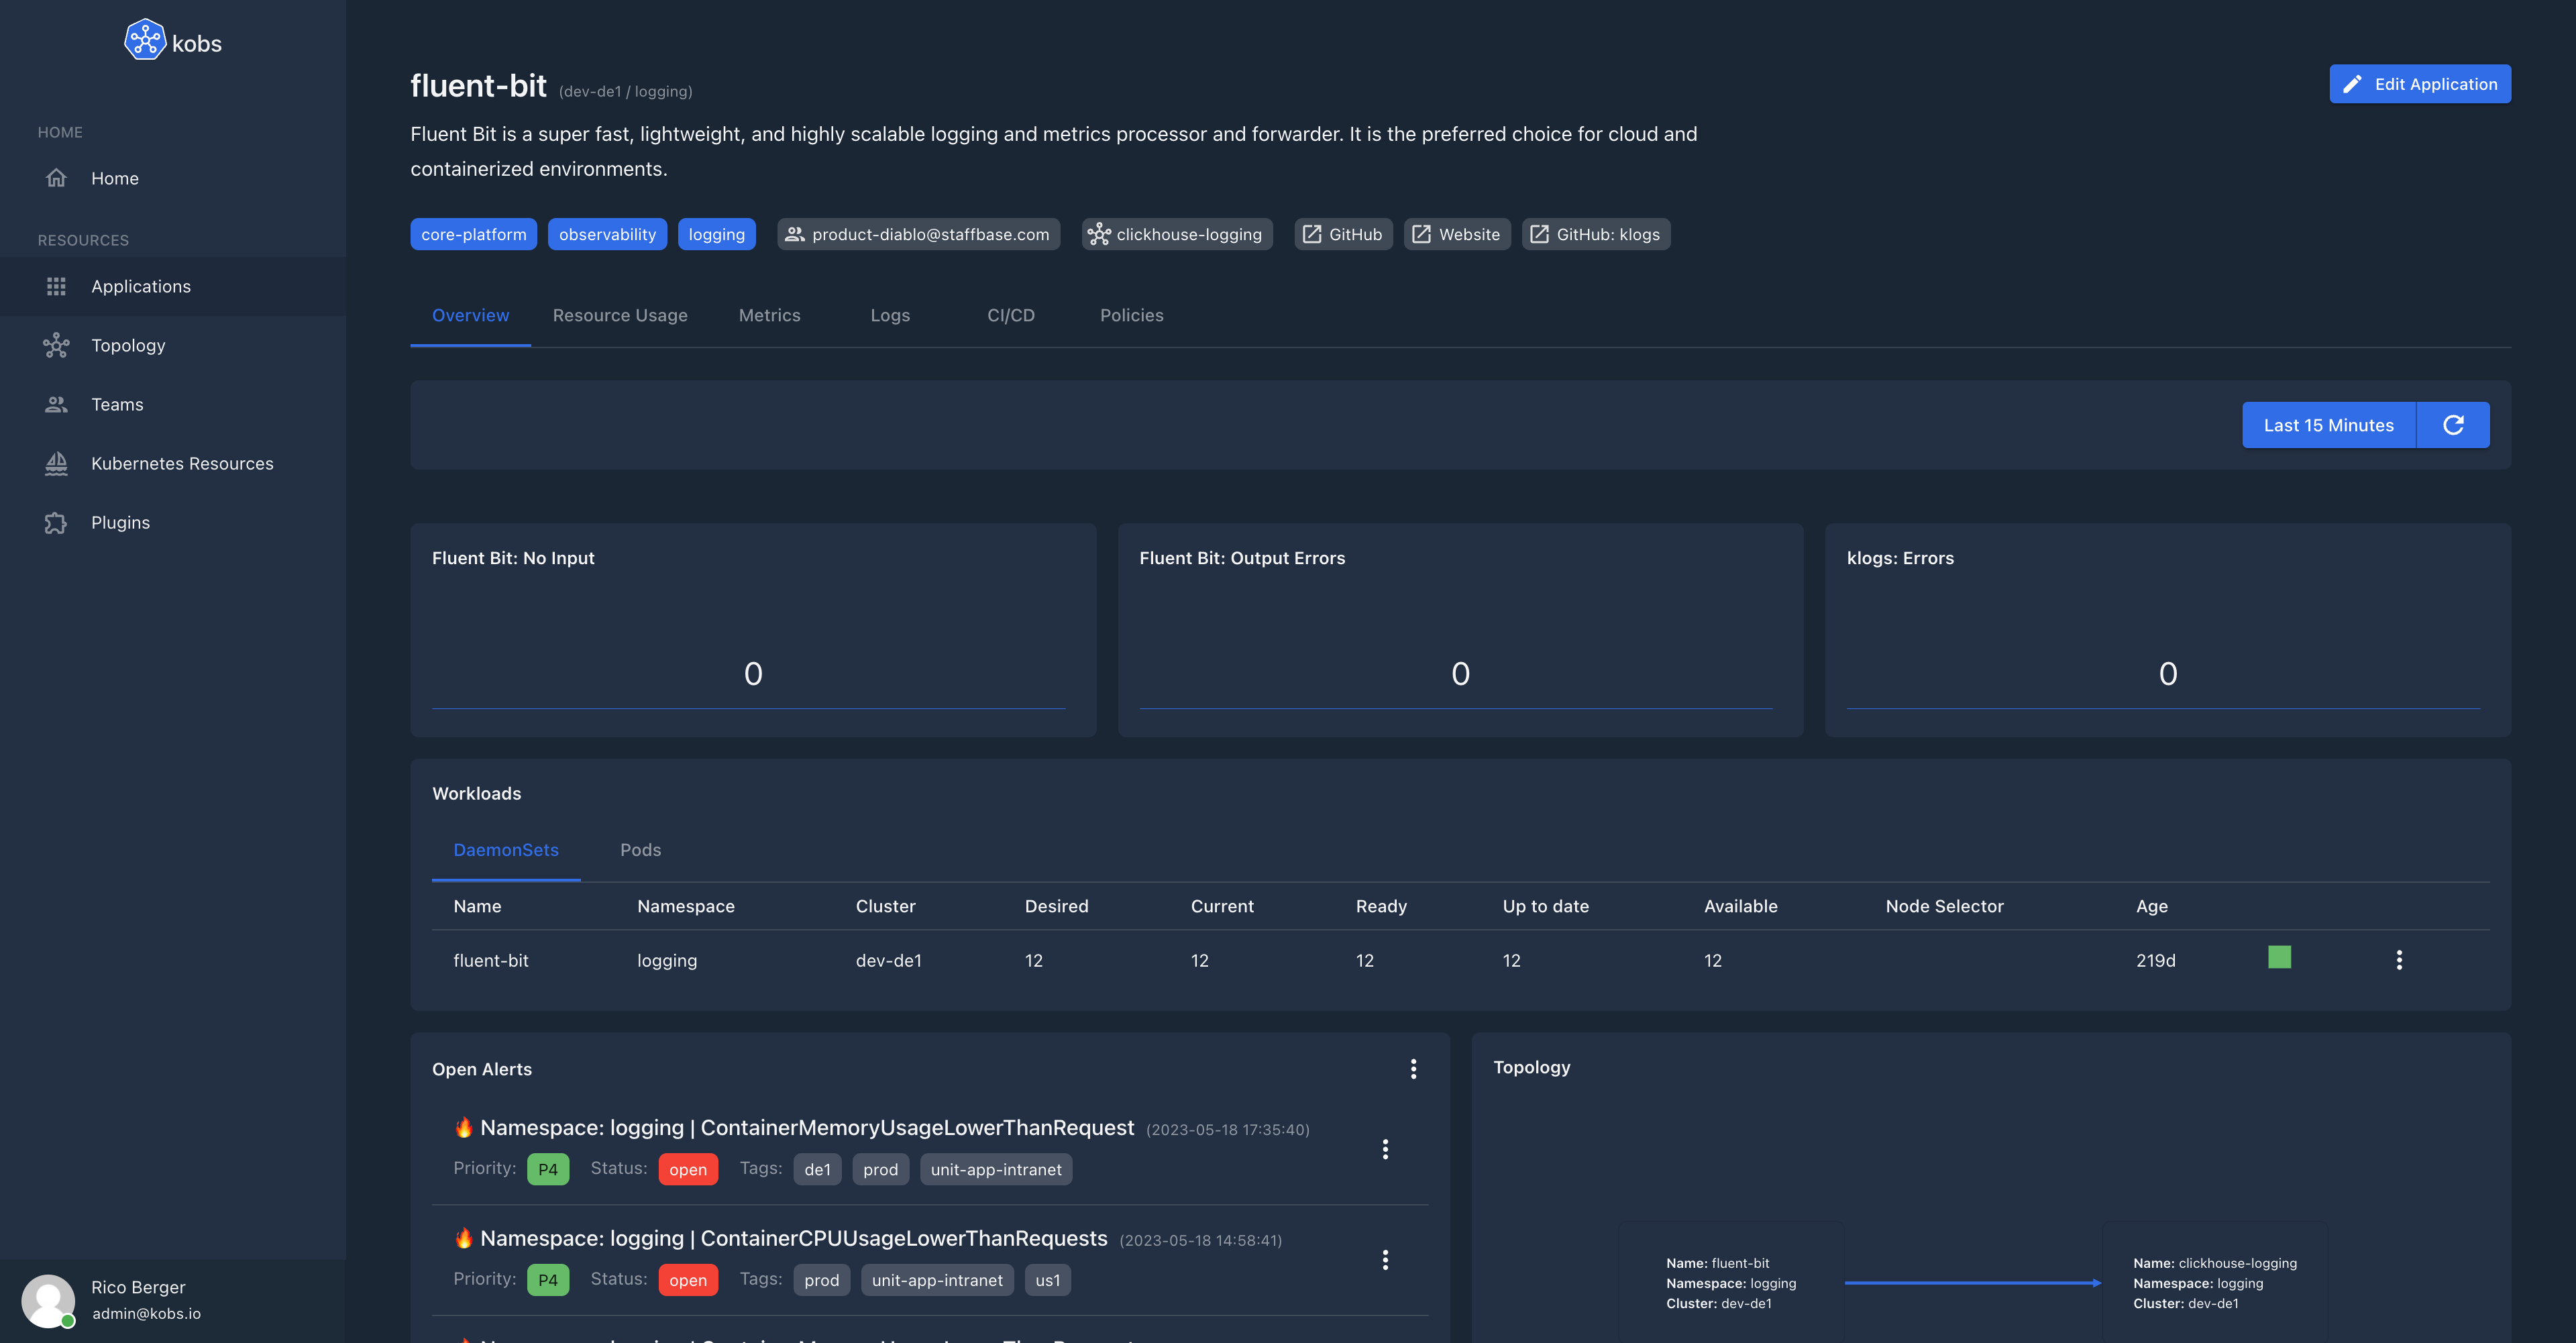 kobs
HOME
Home
RESOURCES
Applications
Topology
Teams
Kubernetes Resources
Plugins
Rico Berger
admin@kobs.io
fluent-bit (dev-de1 / logging)
Edit Application
Fluent Bit is a super fast, lightweight, and highly scalable logging and metrics processor and forwarder. It is the preferred choice for cloud and
containerized environments.
core-platform observability logging product-diablo@staffbase.com clickhouse-logging GitHub Website GitHub: klogs
Overview Resource Usage Metrics Logs CI/CD Policies
Last 15 Minutes
Fluent Bit: No Input
0
Fluent Bit: Output Errors
0
klogs: Errors
0
Workloads
DaemonSets Pods
Name Namespace Cluster Desired Current Ready Up to date Available Node Selector Age
fluent-bit logging dev-de1 12 12 12 12 12 219d
Open Alerts
Namespace: logging | ContainerMemoryUsageLowerThanRequest (2023-05-18 17:35:40)
Priority: P4 Status: open Tags: de1 prod unit-app-intranet
Namespace: logging | ContainerCPUUsageLowerThanRequests (2023-05-18 14:58:41)
Priority: P4 Status: open Tags: prod unit-app-intranet us1
Topology
Name: fluent-bit
Namespace: logging
Cluster: dev-de1
Name: clickhouse-logging
Namespace: logging
Cluster: dev-de1